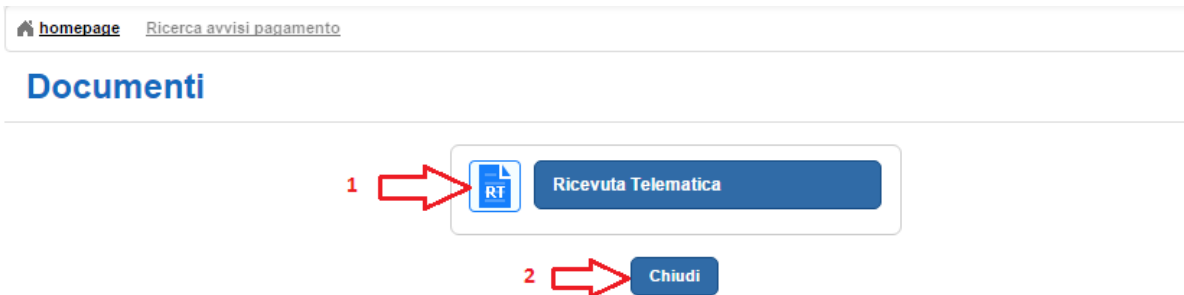 homepage Ricerca avvisi pagamento
Documenti
1 RT Ricevuta Telematica
2 Chiudi